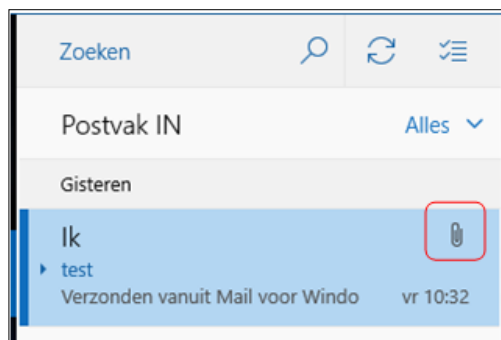 Zoeken
Postvak IN Alles
Gisteren
Ik
test
Verzonden vanuit Mail voor Windo vr 10:32